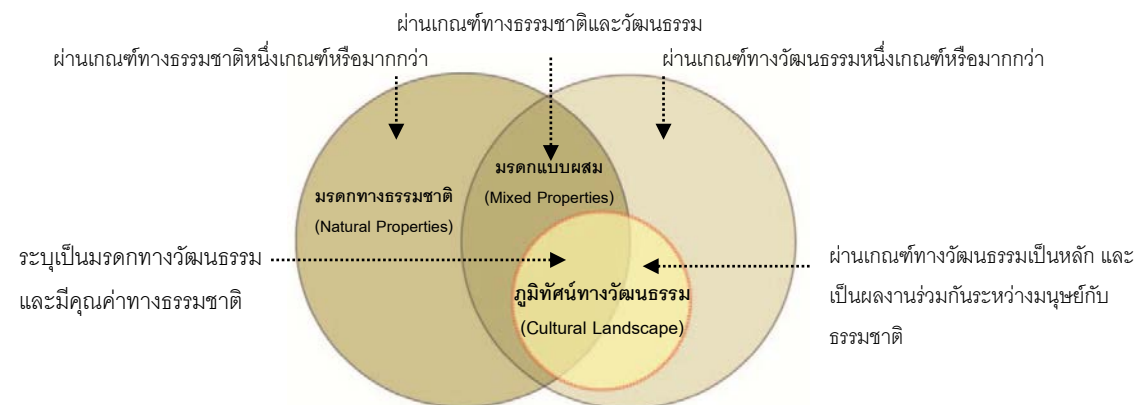 ผ่านเกณฑ์ทางธรรมชาติและวัฒนธรรม
ผ่านเกณฑ์ทางธรรมชาติหนึ่งเกณฑ์หรือมากกว่า
ผ่านเกณฑ์ทางวัฒนธรรมหนึ่งเกณฑ์หรือมากกว่า
มรดกแบบผสม
(Mixed Properties)
มรดกทางธรรมชาติ
(Natural Properties)
ระบุเป็นมรดกทางวัฒนธรรม
และมีคุณค่าทางธรรมชาติ
ภูมิทัศน์ทางวัฒนธรรม
(Cultural Landscape)
ผ่านเกณฑ์ทางวัฒนธรรมเป็นหลัก และ
เป็นผลงานร่วมกันระหว่างมนุษย์กับ
ธรรมชาติ